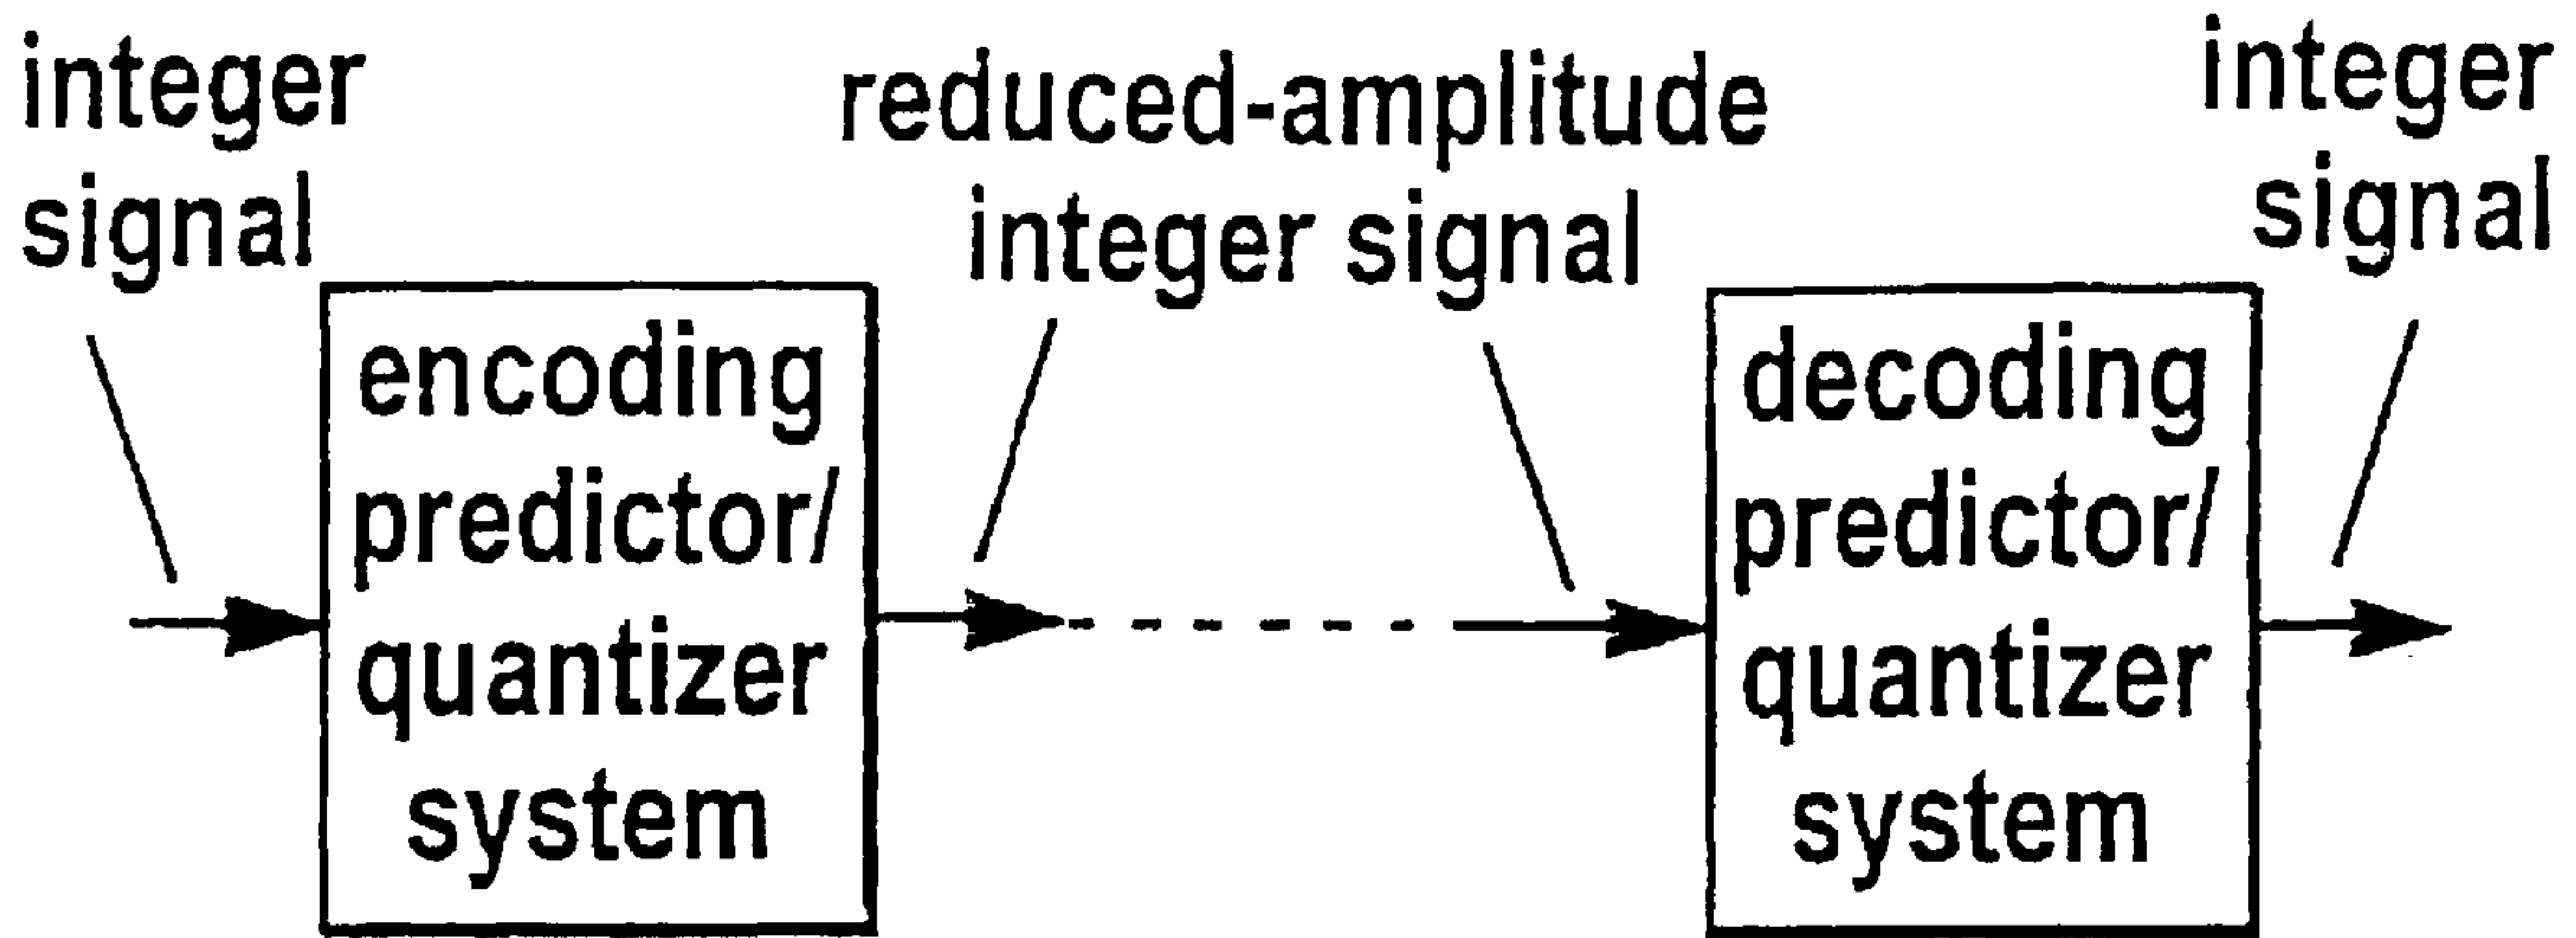 integer
signal
reduced-amplitude
integer signal
integer
signal
encoding
predictor/
quantizer
system
decoding
predictor/
quantizer
system